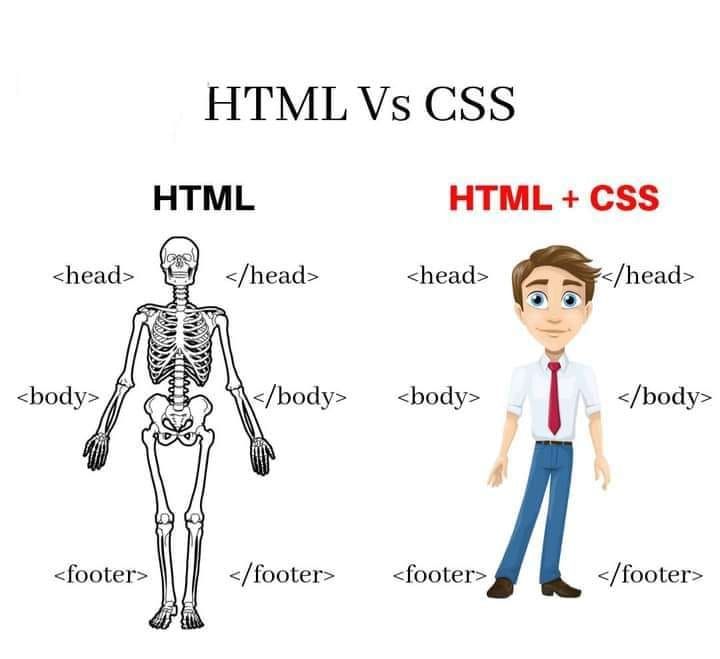 HTML Vs CSS
HTML
HTML + CSS
<head> </head>
<head> </head>
<body> </body>
<body> </body>
<footer> </footer>
<footer> </footer>